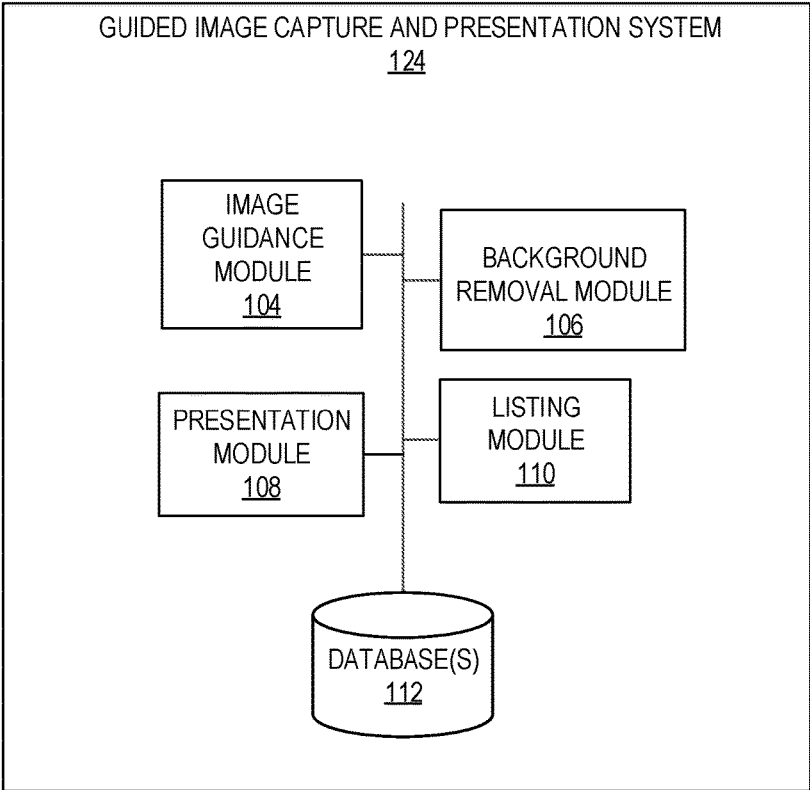 GUIDED IMAGE CAPTURE AND PRESENTATION SYSTEM
124
IMAGE
GUIDANCE
MODULE
104
BACKGROUND
REMOVAL MODULE
106
PRESENTATION
MODULE
108
LISTING
MODULE
110
DATABASE(S)
112